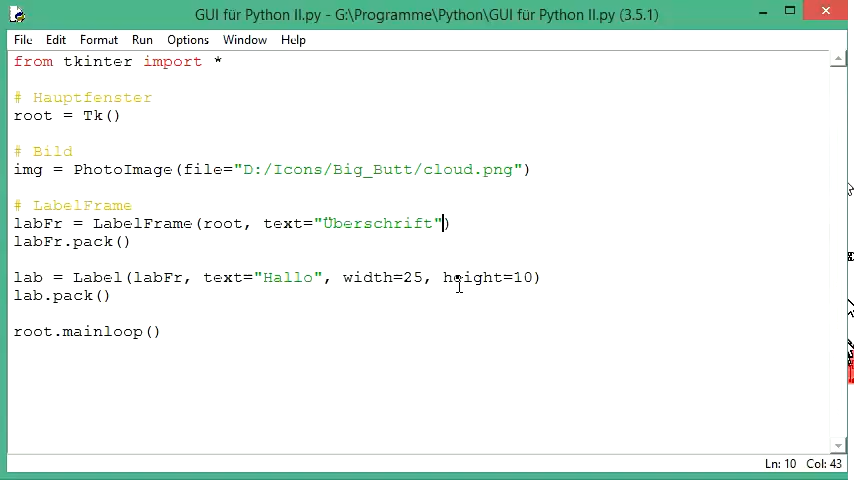 GUI für Python II.py - G:\Programme\Python\GUI für Python II.py (3.5.1)
File Edit Format Run Options Window Help
from tkinter import *
# Hauptfenster
root = Tk()
# Bild
img = PhotoImage(file="D:/Icons/Big_Butt/cloud.png")
# LabelFrame
labFr = LabelFrame(root, text="Überschrift")
labFr.pack()
lab = Label(labFr, text="Hallo", width=25, height=10)
lab.pack()
root.mainloop()
Ln: 10 Col: 43